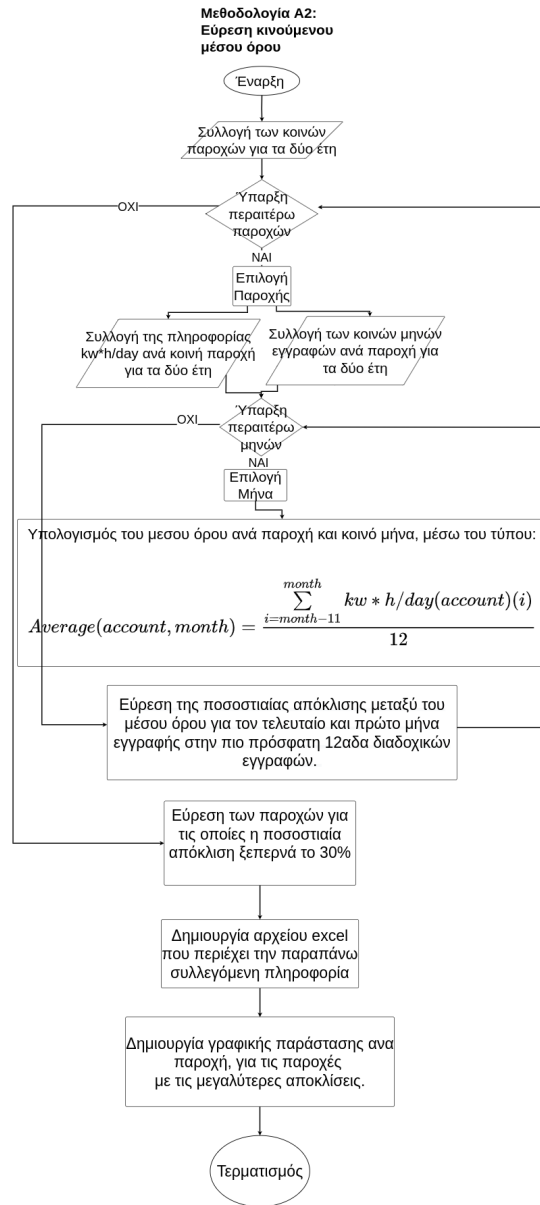 Μεθοδολογία Α2:
Εύρεση κινούμενου
μέσου όρου
Έναρξη
Συλλογή των κοινών
παροχών για τα δύο έτη
Ύπαρξη
περαιτέρω
παροχών
ΟΧΙ
ΝΑΙ
Επιλογή
Παροχής
Συλλογή της πληροφορίας
kw*h/day ανά κοινή παροχή
για τα δύο έτη
Συλλογή των κοινών μηνών
εγγραφών ανά παροχή για
τα δύο έτη
Ύπαρξη
περαιτέρω
μηνών
ΟΧΙ
ΝΑΙ
Επιλογή
Μήνα
Υπολογισμός του μεσου όρου ανά παροχή και κοινό μήνα, μέσω του τύπου:
Average(account, month) = \frac{\sum_{i=month-11}^{month} kw * h/day(account)(i)}{12}
Εύρεση της ποσοστιαίας απόκλισης μεταξύ του
μέσου όρου για τον τελευταίο και πρώτο μήνα
εγγραφής στην πιο πρόσφατη 12αδα διαδοχικών
εγγραφών.
Εύρεση των παροχών για
τις οποίες η ποσοστιαία
απόκλιση ξεπερνά το 30%
Δημιουργία αρχείου excel
που περιέχει την παραπάνω
συλλεγόμενη πληροφορία
Δημιουργία γραφικής παράστασης ανα
παροχή, για τις παροχές
με τις μεγαλύτερες αποκλίσεις.
Τερματισμός